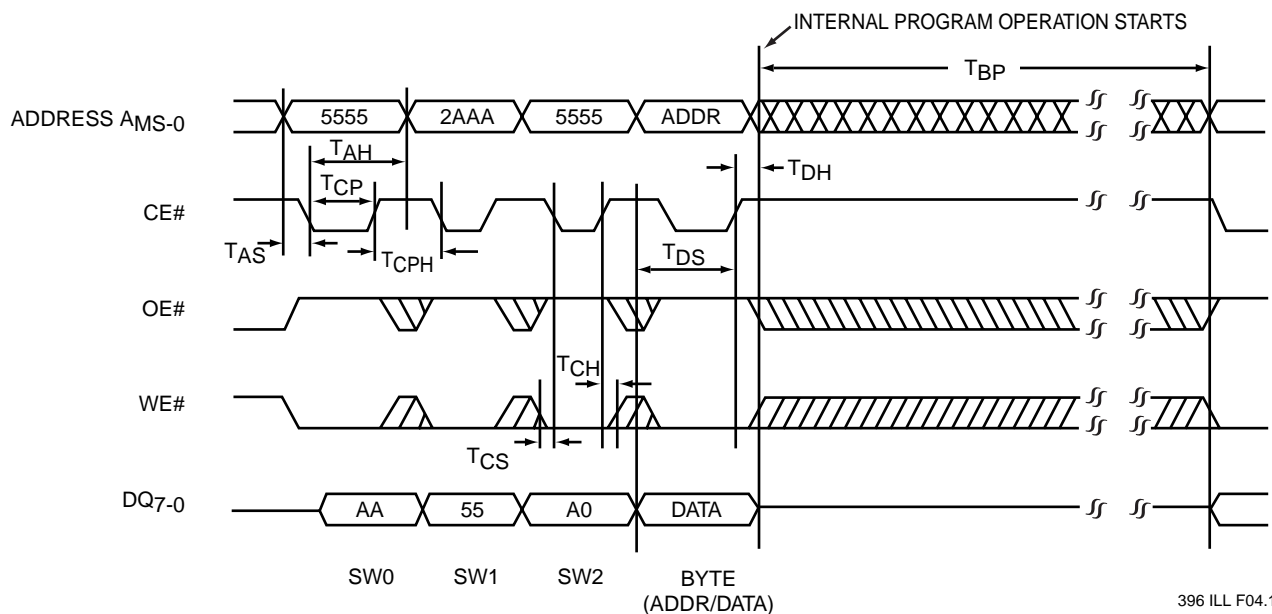 INTERNAL PROGRAM OPERATION STARTS
TBP
ADDRESS AMS-0
5555
2AAA
5555
ADDR
TAH
TDH
TCP
CE#
TAS
TCPH
TDS
OE#
TCH
WE#
TCS
DQ7-0
AA
55
A0
DATA
SW0
SW1
SW2
BYTE
(ADDR/DATA)
396 ILL F04.1